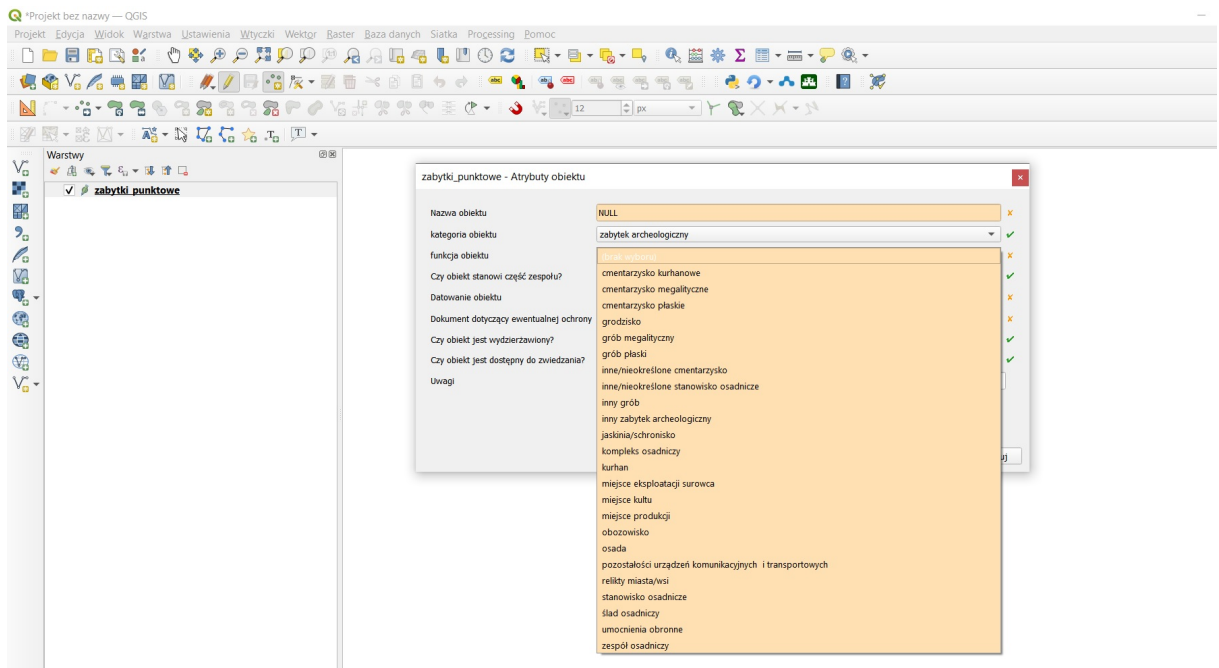 *Projekt bez nazwy — QGIS
Projekt Edycja Widok Warstwa Ustawienia Wtyczki Wektor Raster Baza danych Siatka Processing Pomoc
12 px
Warstwy
zabytki_punktowe
zabytki_punktowe - Atrybuty obiektu
Nazwa obiektu NULL
kategoria obiektu zabytek archeologiczny
funkcja obiektu (brak wyboru)
Czy obiekt stanowi część zespołu?
Datowanie obiektu
Dokument dotyczący ewentualnej ochrony
Czy obiekt jest wydzierżawiony?
Czy obiekt jest dostępny do zwiedzania?
Uwagi
cmentarzysko kurhanowe
cmentarzysko megalityczne
cmentarzysko płaskie
grodzisko
grób megalityczny
grób płaski
inne/nieokreślone cmentarzysko
inne/nieokreślone stanowisko osadnicze
inny grób
inny zabytek archeologiczny
jaskinia/schronisko
kompleks osadniczy
kurhan
miejsce eksploatacji surowca
miejsce kultu
miejsce produkcji
obozowisko
osada
pozostałości urządzeń komunikacyjnych i transportowych
relikty miasta/wsi
stanowisko osadnicze
ślad osadniczy
umocnienia obronne
zespół osadniczy
uj